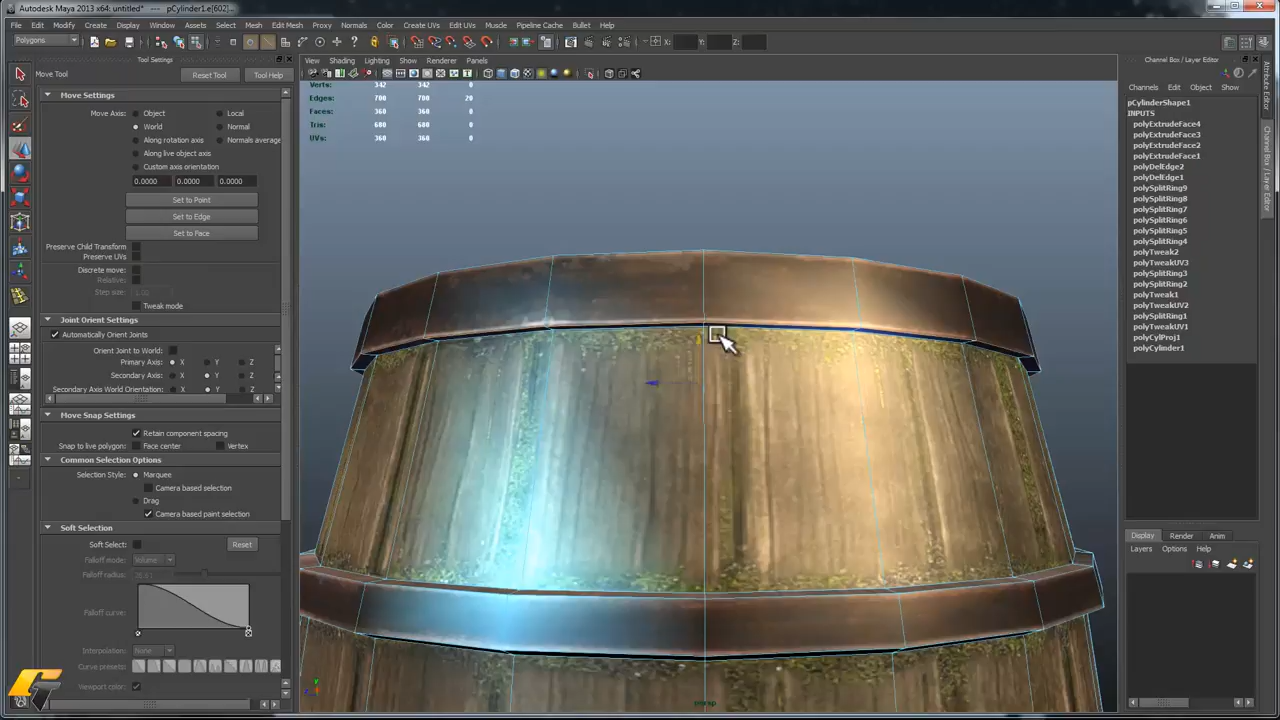 Autodesk Maya 2013 x64: untitled* --- pCylinder1.e[602]...
File Edit Modify Create Display Window Assets Select Mesh Edit Mesh Proxy Normals Color Create UVs Edit UVs Muscle Pipeline Cache Bullet Help
Polygons X: Y: Z:
Tool Settings
Move Tool Reset Tool Tool Help
Move Settings
Move Axis: Object Local
World Normal
Along rotation axis Normals average
Along live object axis
Custom axis orientation
0.0000 0.0000 0.0000
Set to Point
Set to Edge
Set to Face
Preserve Child Transform
Preserve UVs
Discrete move:
Relative:
Step size: 1.00
Tweak mode
Joint Orient Settings
Automatically Orient Joints
Orient Joint to World:
Primary Axis: X Y Z
Secondary Axis: X Y Z
Secondary Axis World Orientation: X Y Z
Move Snap Settings
Retain component spacing
Snap to live polygon: Face center Vertex
Common Selection Options
Selection Style: Marquee
Camera based selection
Drag
Camera based paint selection
Soft Selection
Soft Select: Reset
Falloff mode: Volume
Falloff radius:
Falloff curve:
Interpolation: None
Curve presets:
Viewport color:
View Shading Lighting Show Renderer Panels
Verts: 342 342 0
Edges: 700 700 20
Faces: 360 360 0
Tris: 680 680 0
UVs: 360 360 0
persp
Channel Box / Layer Editor
Channels Edit Object Show
pCylinderShape1
INPUTS
polyExtrudeFace4
polyExtrudeFace3
polyExtrudeFace2
polyExtrudeFace1
polyDelEdge2
polyDelEdge1
polySplitRing9
polySplitRing8
polySplitRing7
polySplitRing6
polySplitRing5
polySplitRing4
polyTweak2
polyTweakUV3
polySplitRing3
polySplitRing2
polyTweak1
polyTweakUV2
polySplitRing1
polyTweakUV1
polyCylProj1
polyCylinder1
Display Render Anim
Layers Options Help
Attribute Editor
Channel Box / Layer Editor